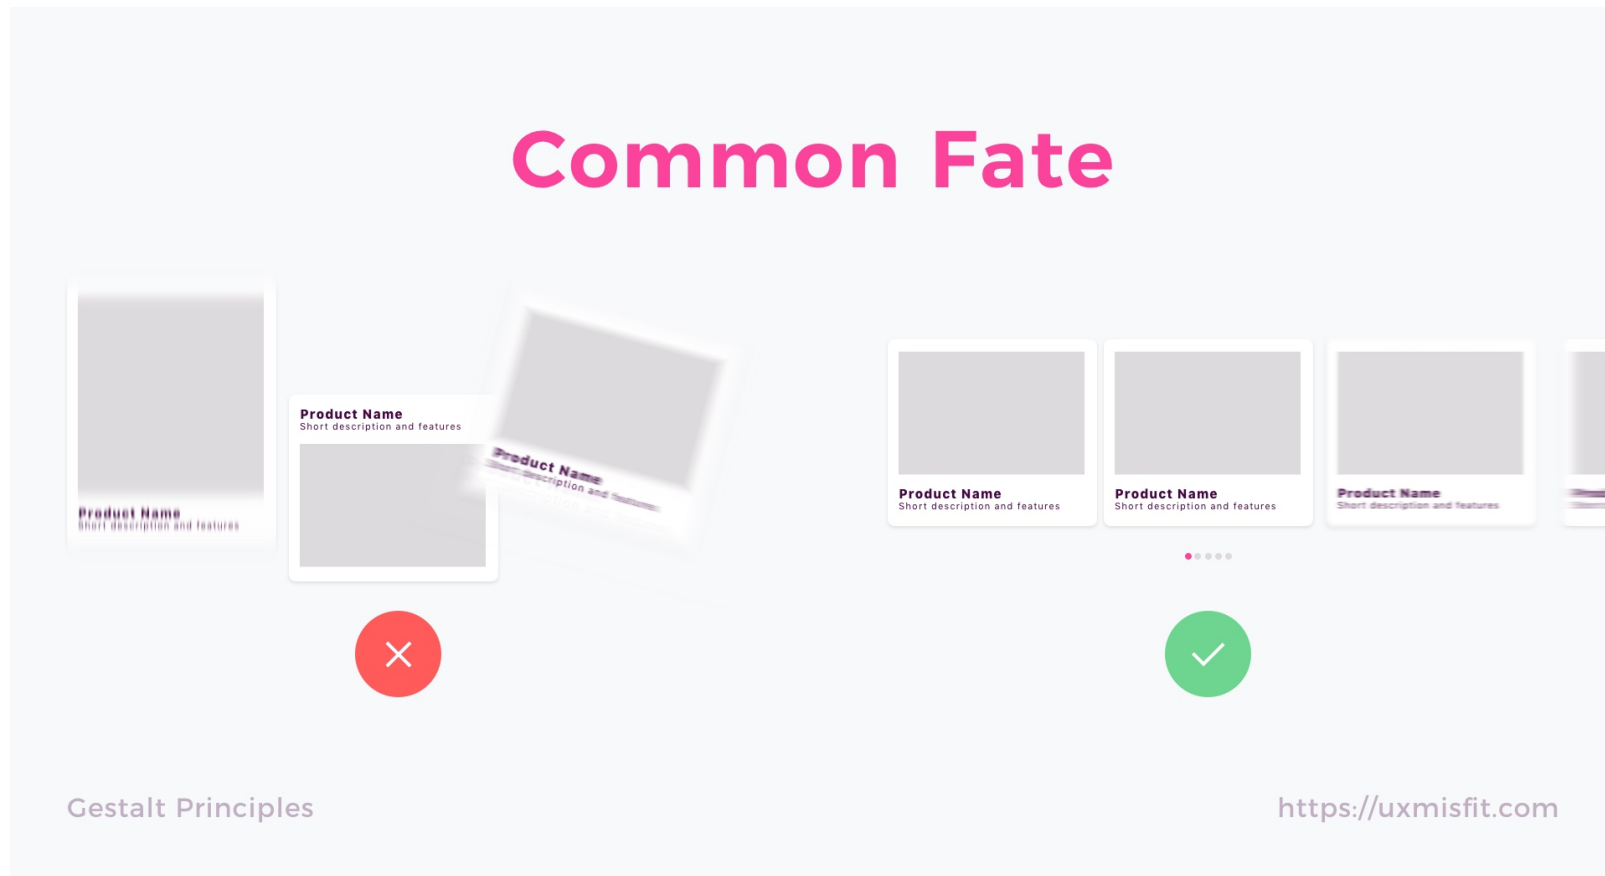 Common Fate
Product Name
Short description and features
Product Name
Short description and features
Product Name
Short description and features
Product Name
Short description and features
Product Name
Short description and features
Product Name
Short description and features
Gestalt Principles
https://uxmisfit.com